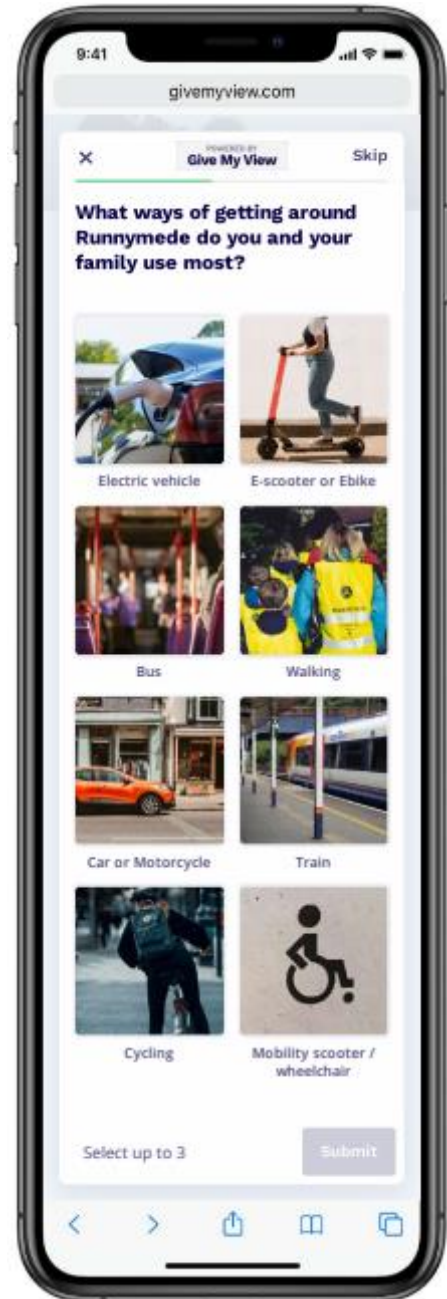 9:41
givemyview.com
POWERED BY
Give My View
Skip
What ways of getting around
Runnymede do you and your
family use most?
Electric vehicle
E-scooter or Ebike
Bus
Walking
Car or Motorcycle
Train
Cycling
Mobility scooter /
wheelchair
Select up to 3
Submit